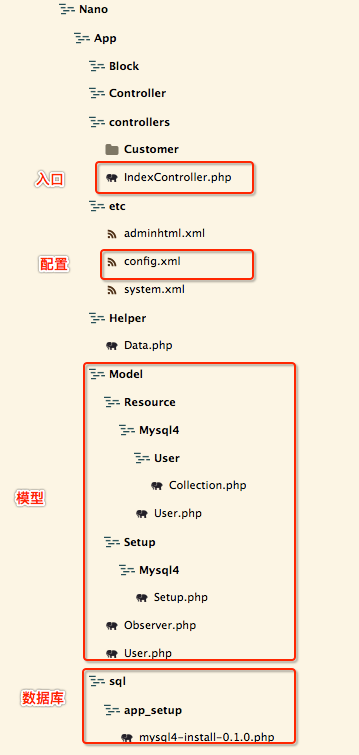 Nano
App
Block
Controller
controllers
Customer
入口
IndexController.php
etc
adminhtml.xml
配置
config.xml
system.xml
Helper
Data.php
Model
Resource
Mysql4
User
Collection.php
模型
User.php
Setup
Mysql4
Setup.php
Observer.php
User.php
sql
数据库
app_setup
mysql4-install-0.1.0.php